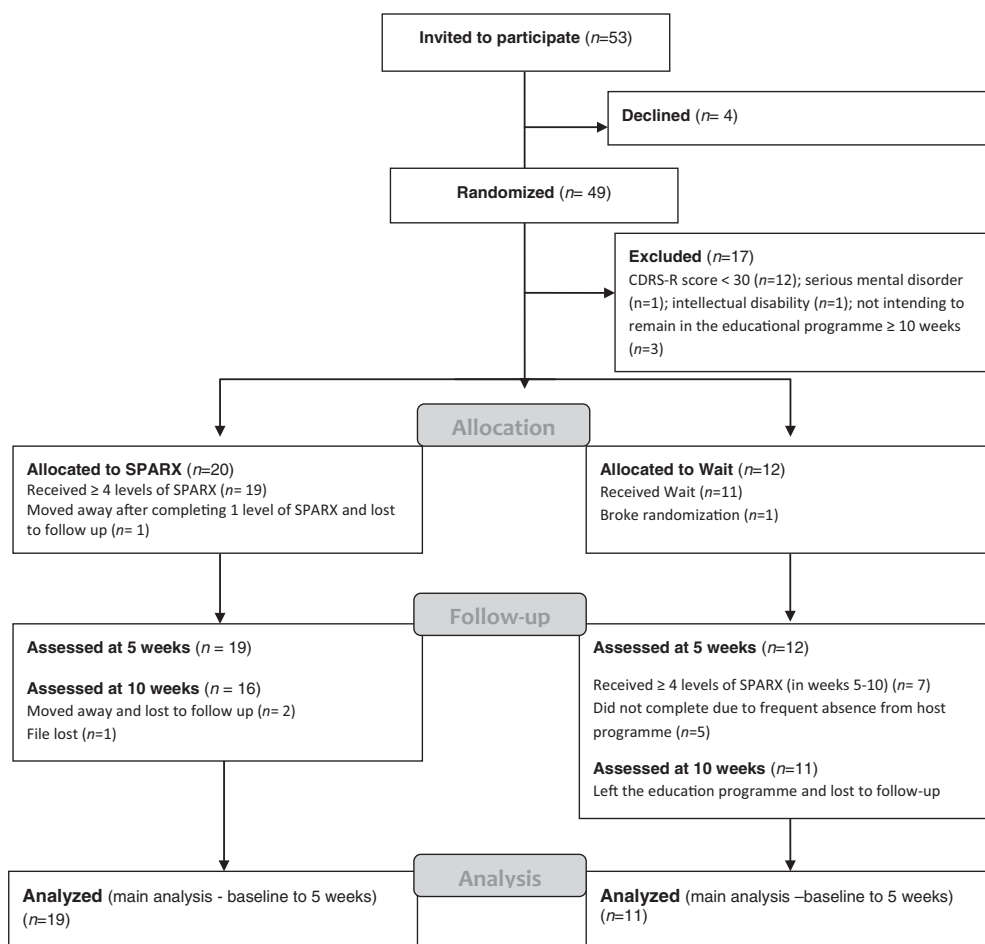 Invited to participate (n=53)
Declined (n= 4)
Randomized (n= 49)
Excluded (n=17)
CDRS-R score < 30 (n=12); serious mental disorder
(n=1); intellectual disability (n=1); not intending to
remain in the educational programme ≥ 10 weeks
(n=3)
Allocation
Allocated to SPARX (n=20)
Received ≥ 4 levels of SPARX (n= 19)
Moved away after completing 1 level of SPARX and lost
to follow up (n= 1)
Allocated to Wait (n=12)
Received Wait (n=11)
Broke randomization (n=1)
Follow-up
Assessed at 5 weeks (n = 19)
Assessed at 10 weeks (n = 16)
Moved away and lost to follow up (n= 2)
File lost (n=1)
Assessed at 5 weeks (n=12)
Received ≥ 4 levels of SPARX (in weeks 5-10) (n= 7)
Did not complete due to frequent absence from host
programme (n=5)
Assessed at 10 weeks (n=11)
Left the education programme and lost to follow-up
Analysis
Analyzed (main analysis - baseline to 5 weeks)
(n=19)
Analyzed (main analysis –baseline to 5 weeks)
(n=11)